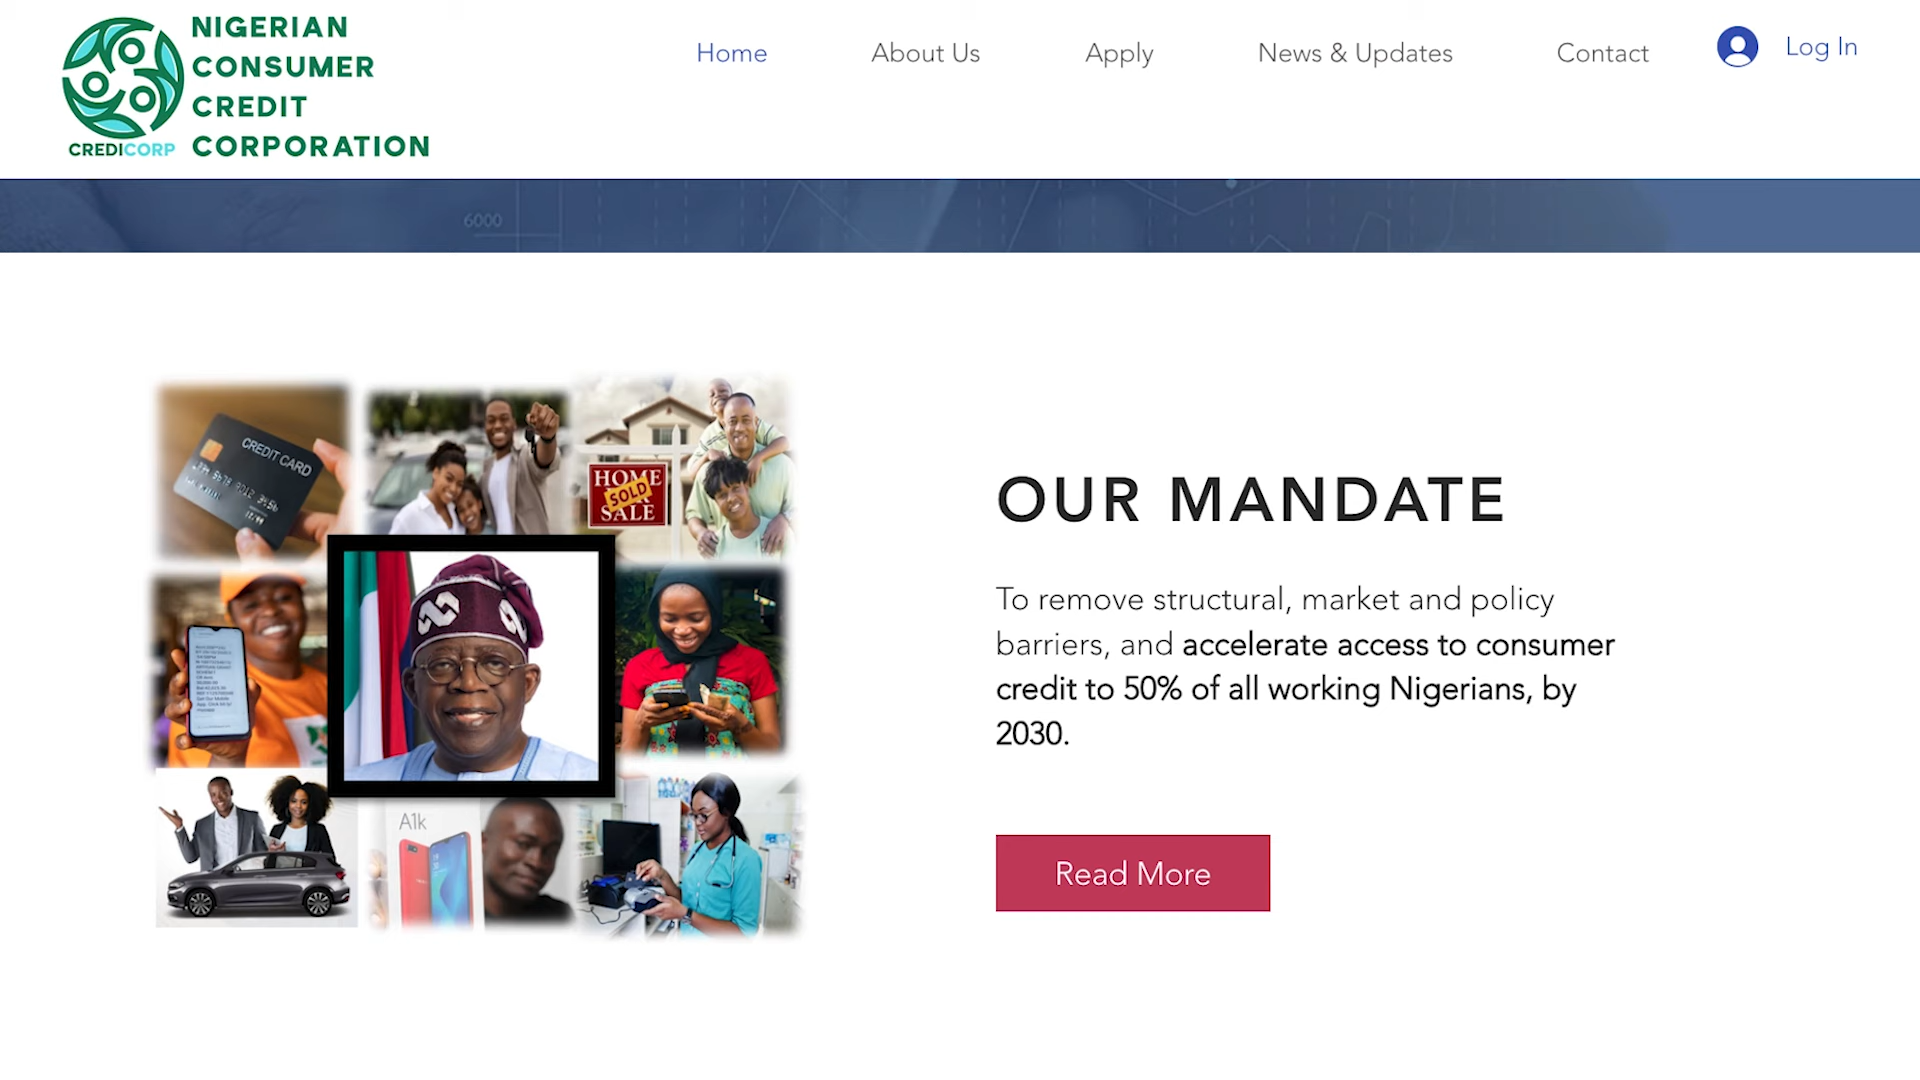 NIGERIAN
CONSUMER
CREDIT
CORPORATION
CREDICORP
Home
About Us
Apply
News & Updates
Contact
Log In
6000
CREDIT CARD
HOME
SOLD
SALE
A1k
OUR MANDATE
To remove structural, market and policy
barriers, and accelerate access to consumer
credit to 50% of all working Nigerians, by
2030.
Read More